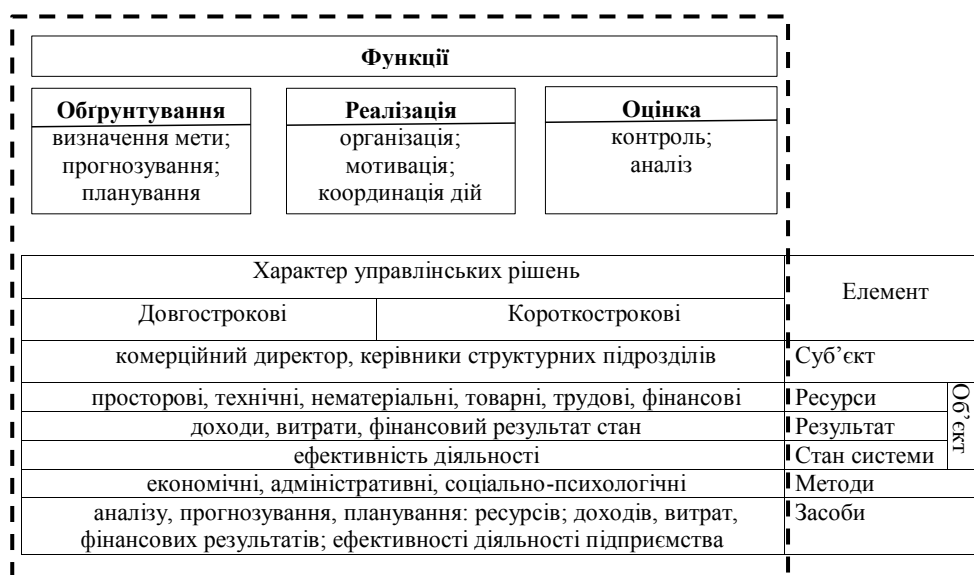 Функції
Обґрунтування
визначення мети;
прогнозування;
планування
Реалізація
організація;
мотивація;
координація дій
Оцінка
контроль;
аналіз
Характер управлінських рішень
Елемент
Довгострокові
Короткострокові
комерційний директор, керівники структурних підрозділів
Суб’єкт
просторові, технічні, нематеріальні, товарні, трудові, фінансові
Ресурси
Об’єкт
доходи, витрати, фінансовий результат стан
Результат
ефективність діяльності
Стан системи
економічні, адміністративні, соціально-психологічні
Методи
аналізу, прогнозування, планування: ресурсів; доходів, витрат,
фінансових результатів; ефективності діяльності підприємства
Засоби